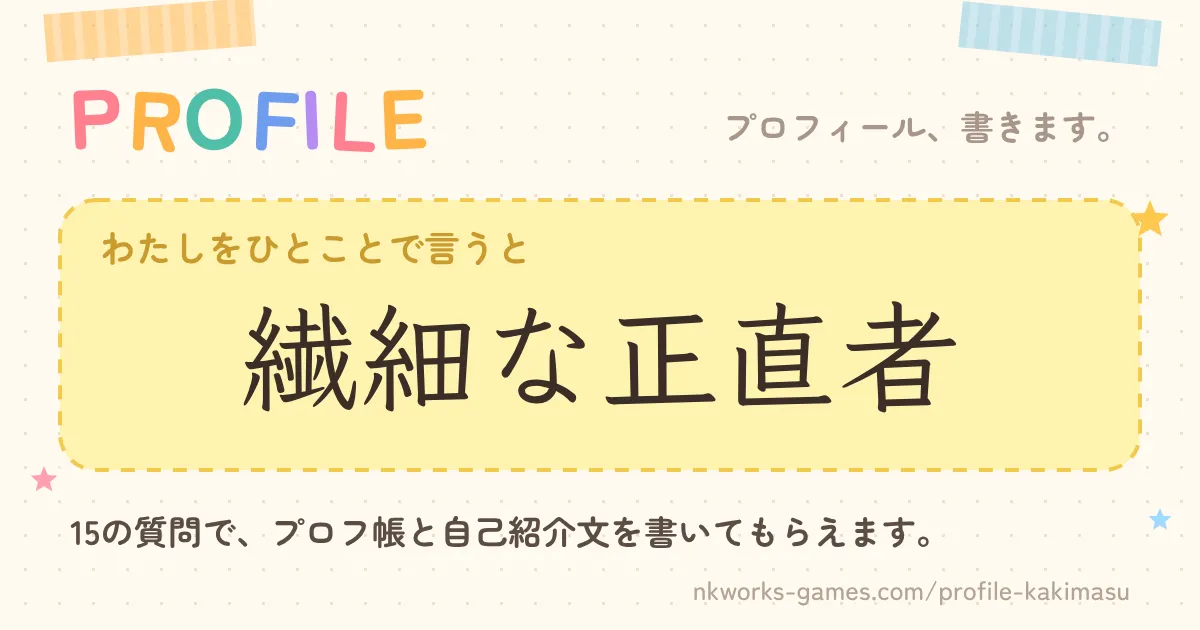 PROFILE
プロフィール、書きます。
わたしをひとことで言うと
繊細な正直者
15の質問で、プロフ帳と自己紹介文を書いてもらえます。
nkworks-games.com/profile-kakimasu